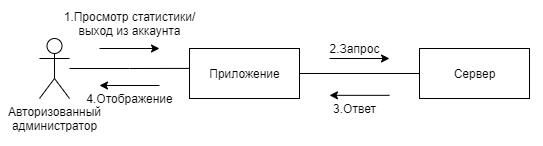 1.Просмотр статистики/
выход из аккаунта
2.Запрос
Приложение
Сервер
4.Отображение
3.Ответ
Авторизованный
администратор